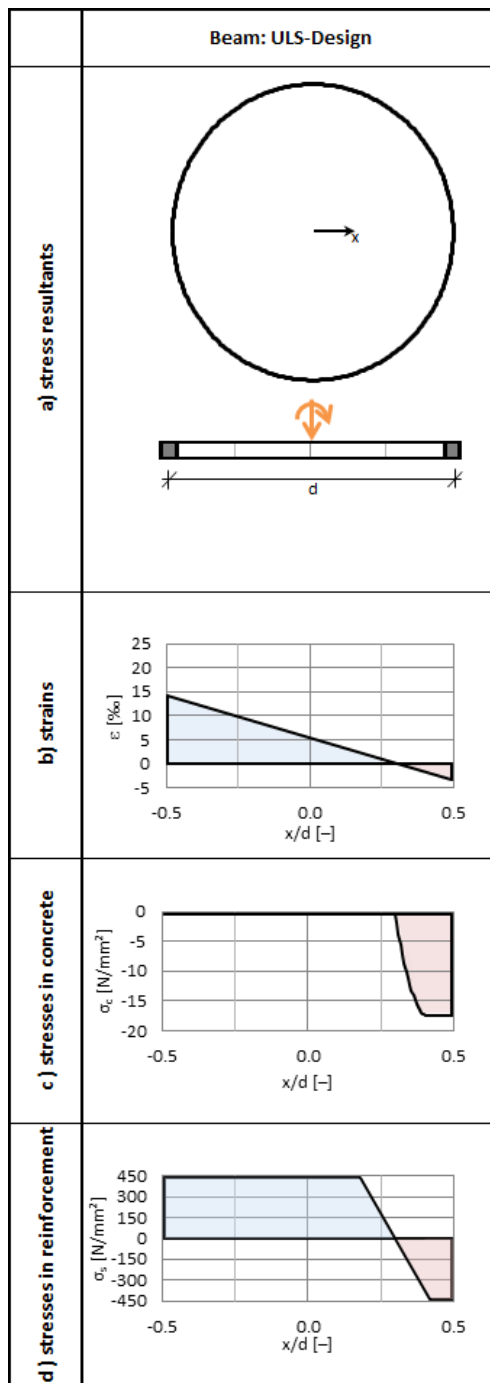 Beam: ULS-Design
a) stress resultants
x
d
b) strains
ε [‰]
25
20
15
10
5
0
-5
-0.5 0.0 0.5
x/d [–]
c ) stresses in concrete
σc [N/mm²]
0
-5
-10
-15
-20
-0.5 0.0 0.5
x/d [–]
d ) stresses in reinforcement
σs [N/mm²]
450
300
150
0
-150
-300
-450
-0.5 0.0 0.5
x/d [–]